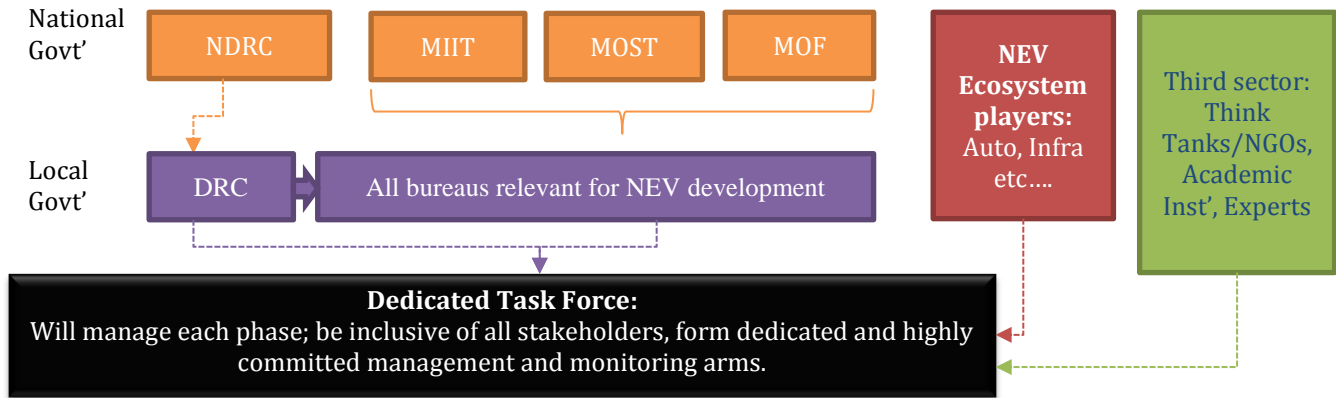 National
Govt'
NDRC
MIIT
MOST
MOF
NEV
Ecosystem
players:
Auto, Infra
etc….
Third sector:
Think
Tanks/NGOs,
Academic
Inst', Experts
Local
Govt'
DRC
All bureaus relevant for NEV development
Dedicated Task Force:
Will manage each phase; be inclusive of all stakeholders, form dedicated and highly
committed management and monitoring arms.